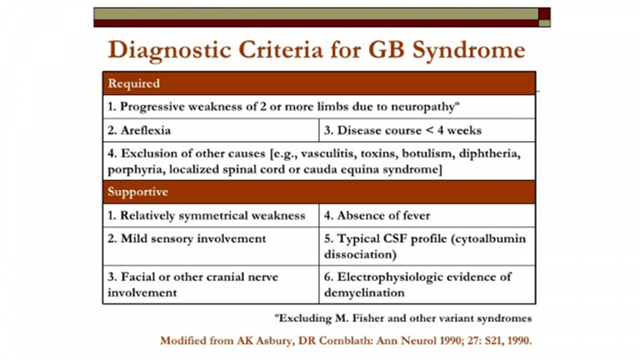 Diagnostic Criteria for GB Syndrome
Required
1. Progressive weakness of 2 or more limbs due to neuropathyª
2. Areflexia
3. Disease course < 4 weeks
4. Exclusion of other causes [e.g., vasculitis, toxins, botulism, diphtheria,
porphyria, localized spinal cord or cauda equina syndrome]
Supportive
1. Relatively symmetrical weakness
4. Absence of fever
2. Mild sensory involvement
5. Typical CSF profile (cytoalbumin
dissociation)
3. Facial or other cranial nerve
involvement
6. Electrophysiologic evidence of
demyelination
ªExcluding M. Fisher and other variant syndromes
Modified from AK Asbury, DR Cornblath: Ann Neurol 1990; 27: S21, 1990.